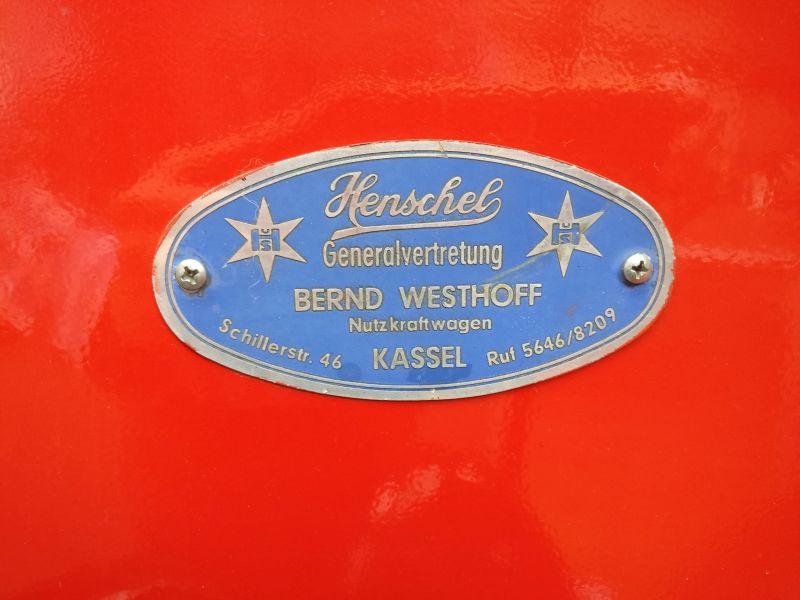 Henschel
Generalvertretung
BERND WESTHOFF
Nutzkraftwagen
Schillerstr. 46 KASSEL Ruf 5646/8209